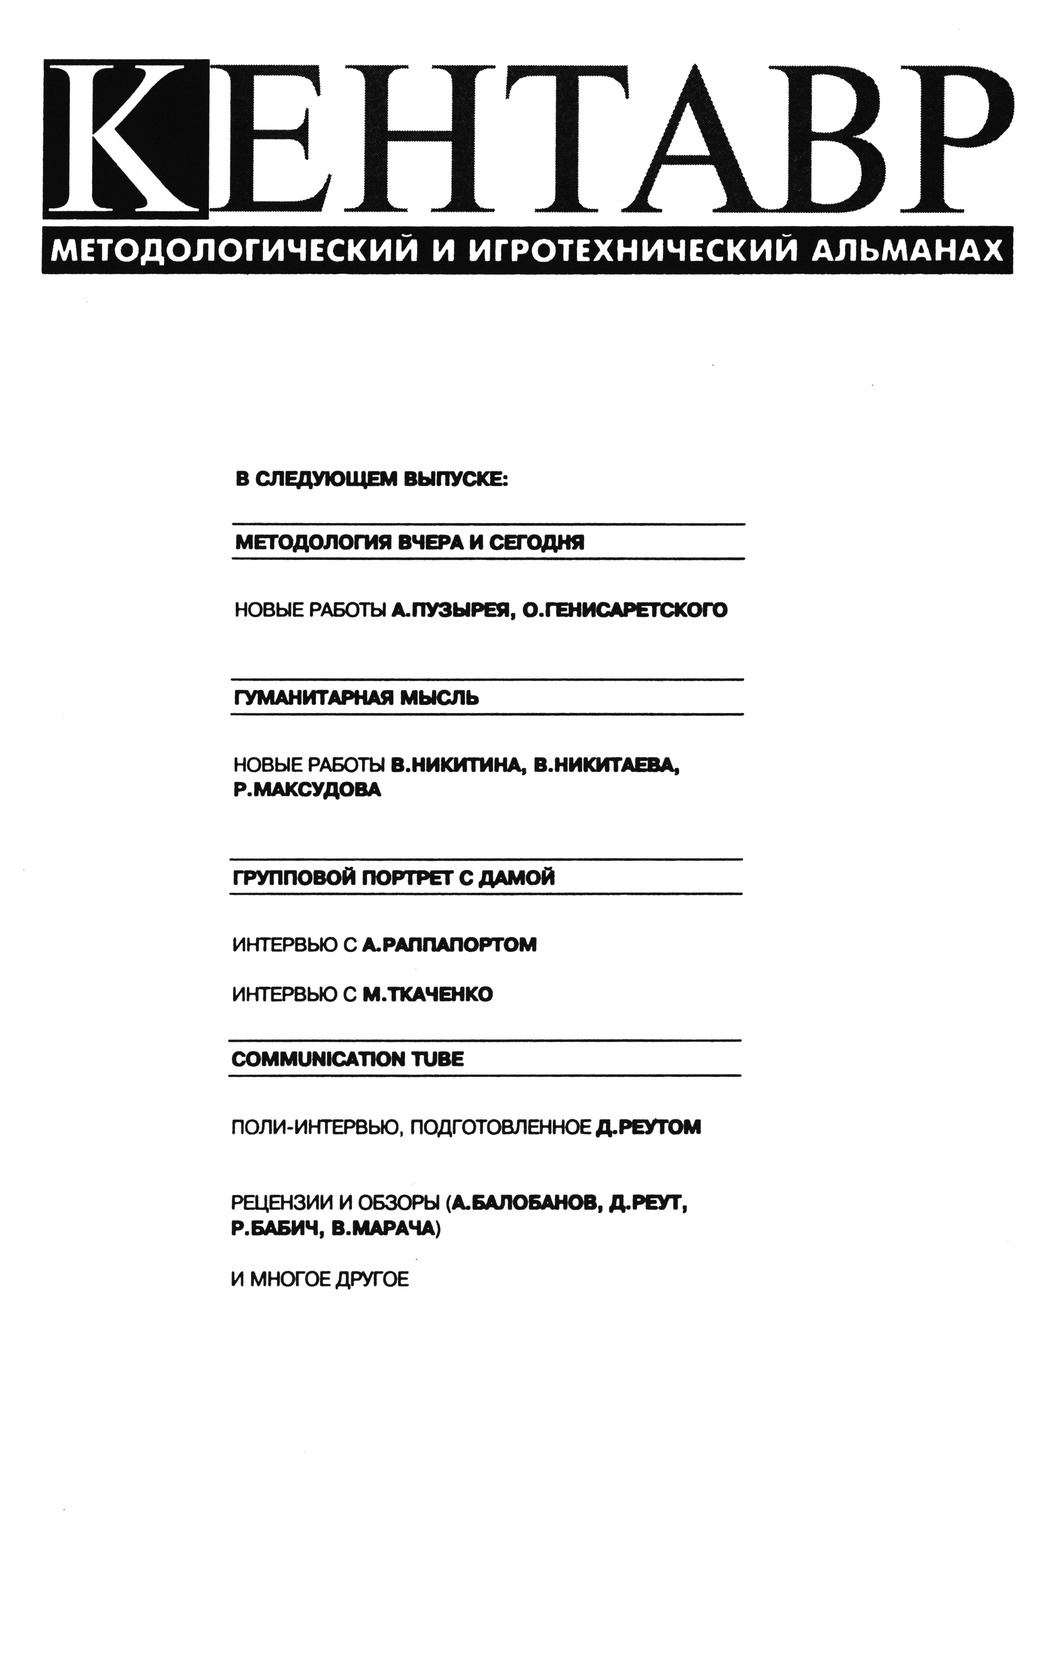 КЕНТАВР
МЕТОДОЛОГИЧЕСКИЙ И ИГРОТЕХНИЧЕСКИЙ АЛЬМАНАХ
В СЛЕДУЮЩЕМ ВЫПУСКЕ:
МЕТОДОЛОГИЯ ВЧЕРА И СЕГОДНЯ
НОВЫЕ РАБОТЫ А.ПУЗЫРЕЯ, О.ГЕНИСАРЕТСКОГО
ГУМАНИТАРНАЯ МЫСЛЬ
НОВЫЕ РАБОТЫ В.НИКИТИНА, В.НИКИТАЕВА,
Р.МАКСУДОВА
ГРУППОВОЙ ПОРТРЕТ С ДАМОЙ
ИНТЕРВЬЮ С А.РАППАПОРТОМ
ИНТЕРВЬЮ С М.ТКАЧЕНКО
COMMUNICATION TUBE
ПОЛИ-ИНТЕРВЬЮ, ПОДГОТОВЛЕННОЕ Д.РЕУТОМ
РЕЦЕНЗИИ И ОБЗОРЫ (А.БАЛОБАНОВ, Д.РЕУТ,
Р.БАБИЧ, В.МАРАЧА)
И МНОГОЕ ДРУГОЕ